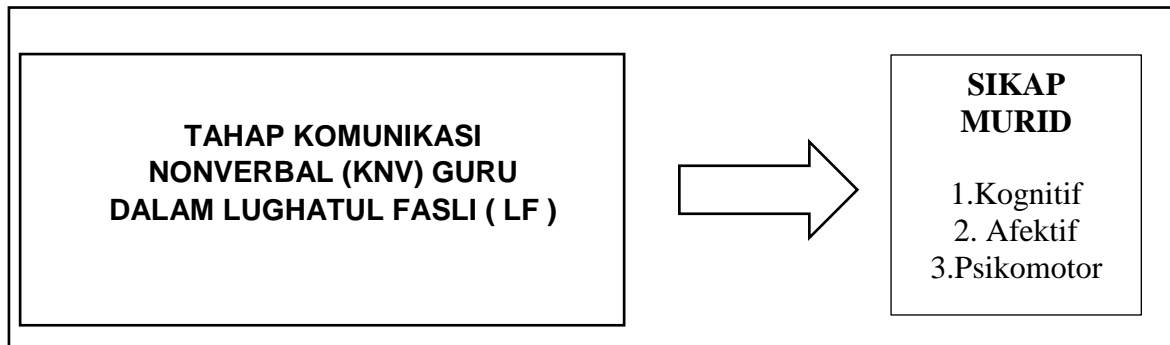 TAHAP KOMUNIKASI
NONVERBAL (KNV) GURU
DALAM LUGHATUL FASLI ( LF )
SIKAP
MURID
1.Kognitif
2. Afektif
3.Psikomotor